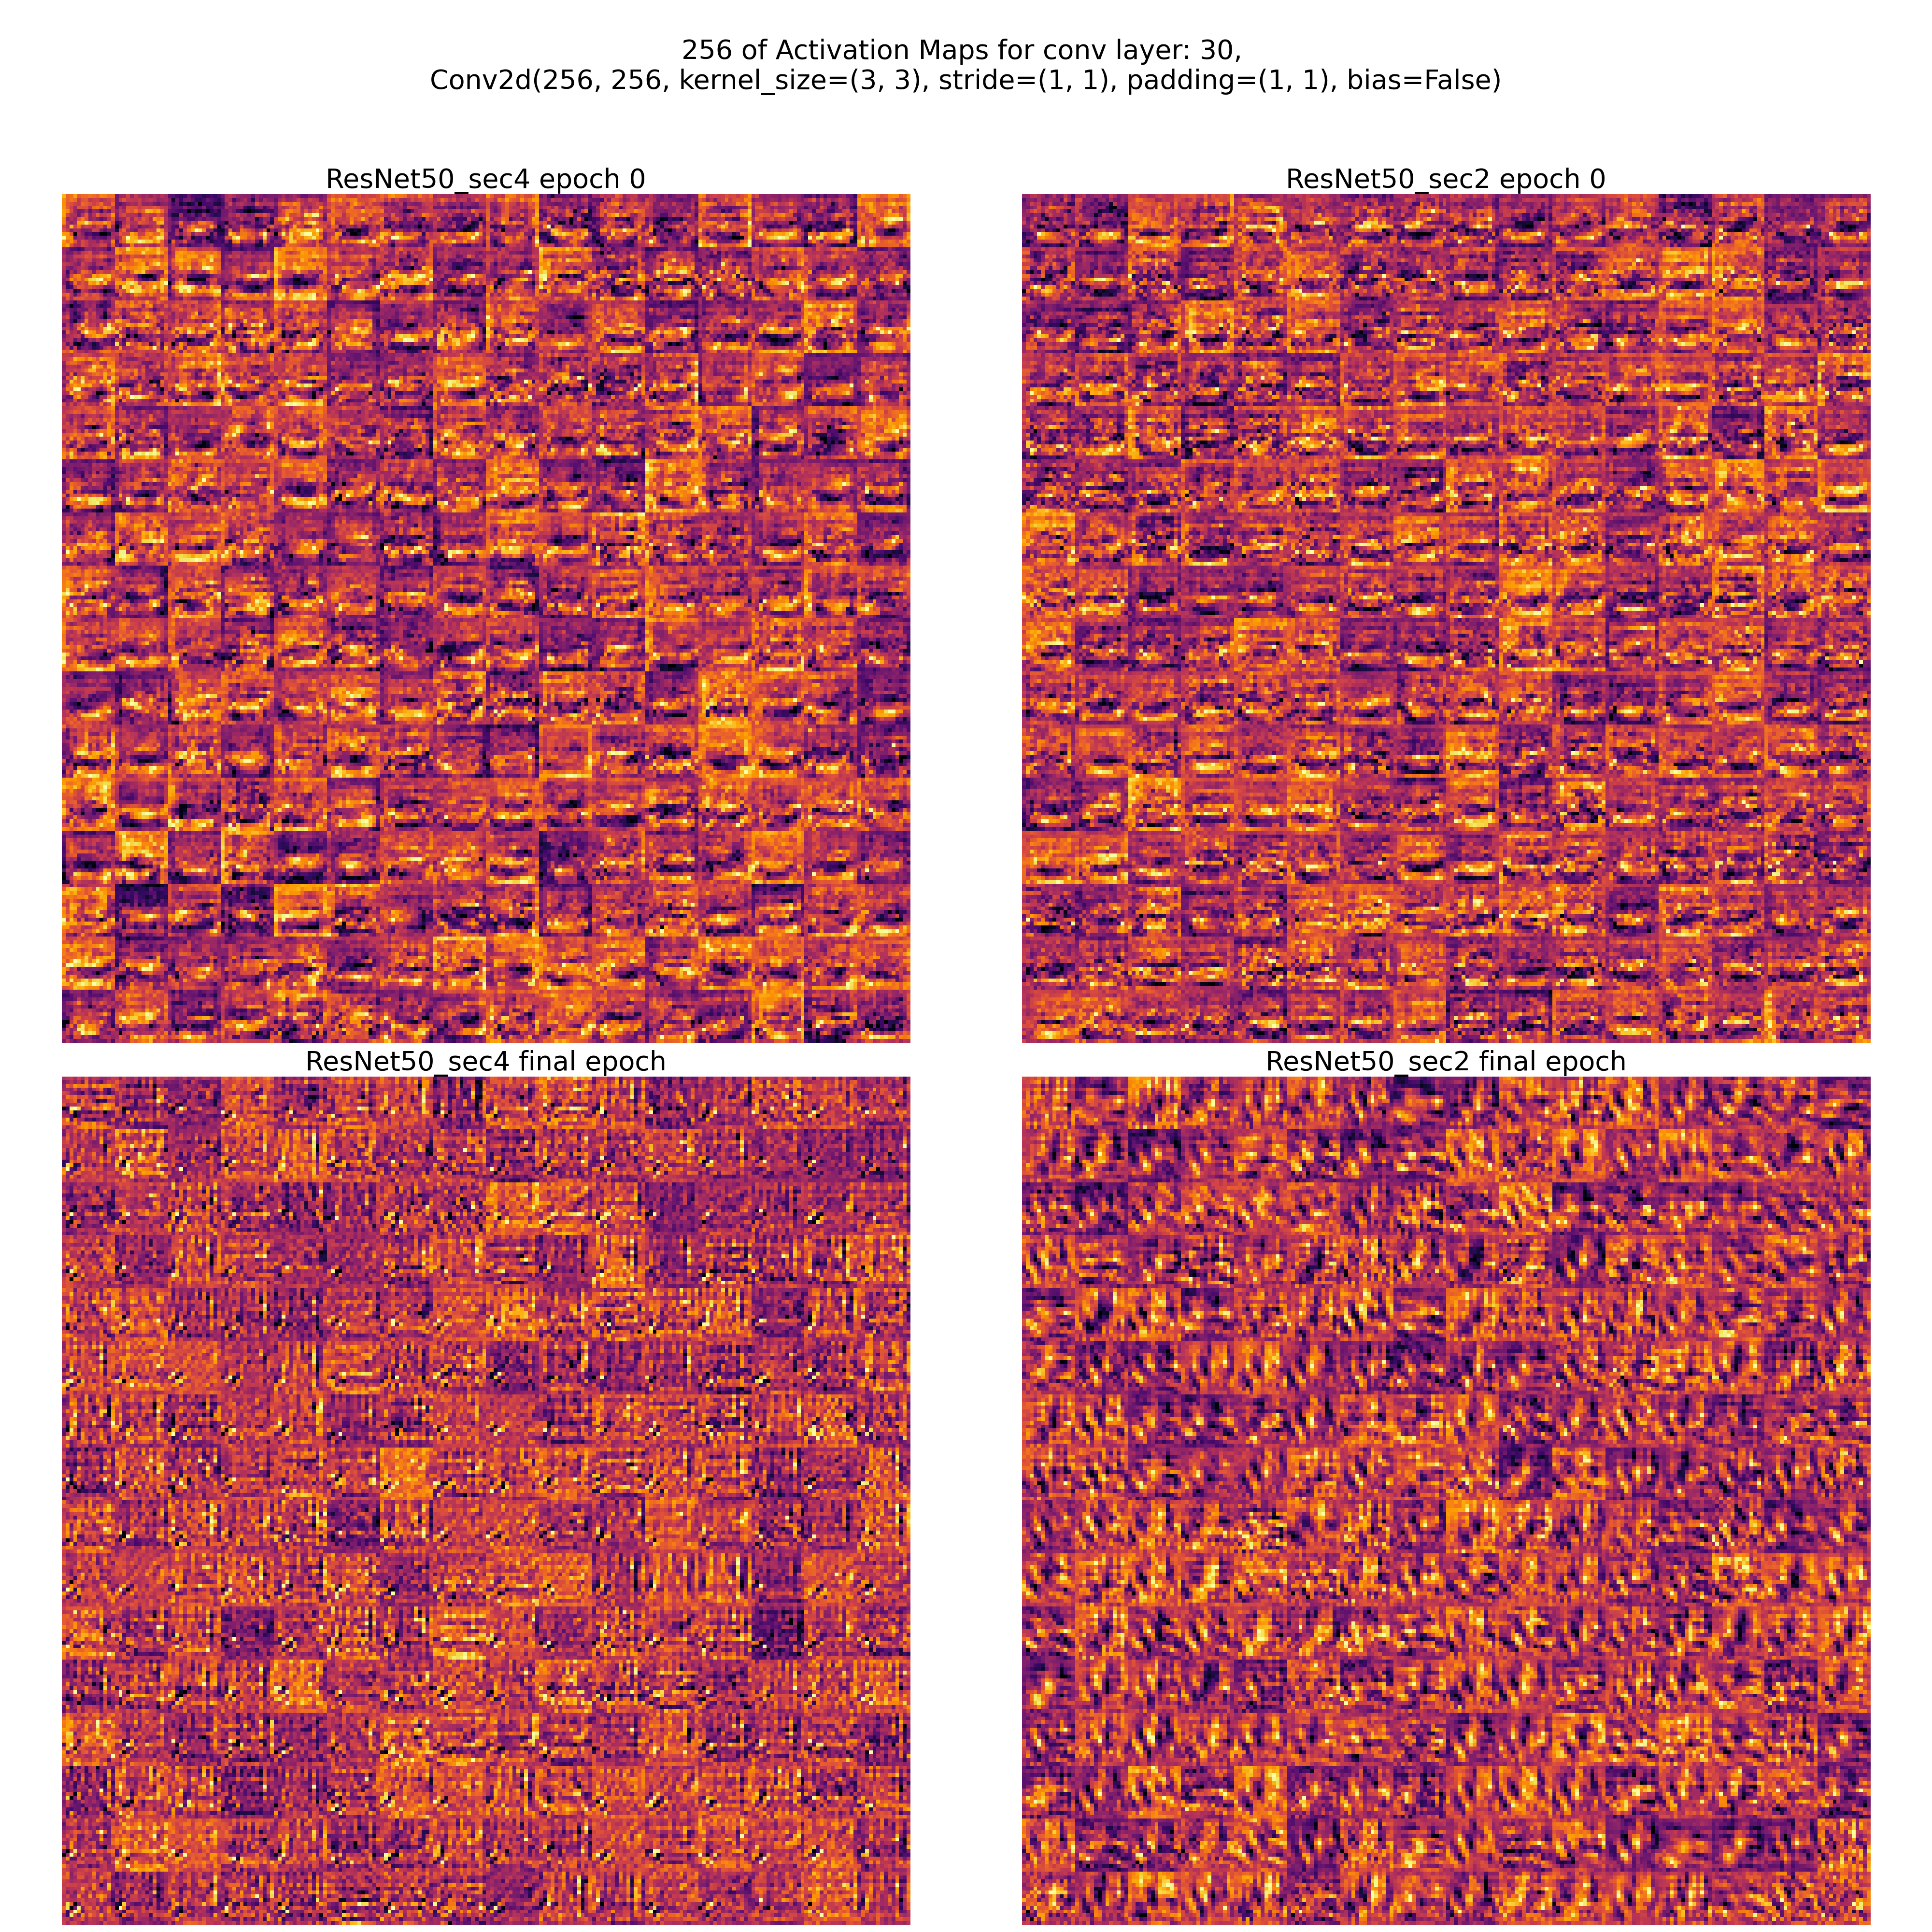 256 of Activation Maps for conv layer: 30,
Conv2d(256, 256, kernel_size=(3, 3), stride=(1, 1), padding=(1, 1), bias=False)
ResNet50_sec4 epoch 0
ResNet50_sec2 epoch 0
ResNet50_sec4 final epoch
ResNet50_sec2 final epoch